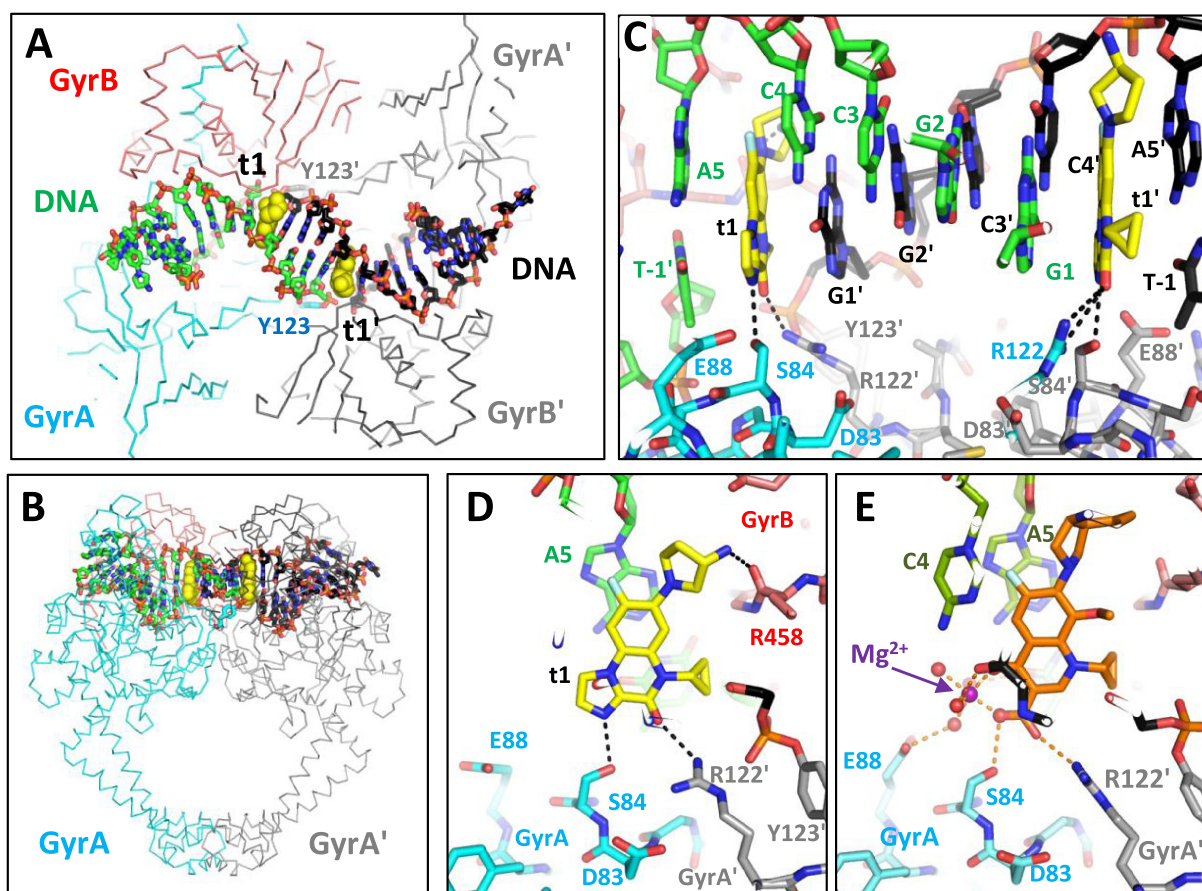 A
GyrB
GyrA'
t1
Y123'
DNA
DNA
Y123
t1'
GyrA
GyrB'
B
GyrA
GyrA'
C
C4
C3
G2
A5
C4'
A5'
t1
t1'
C3'
G2'
G1
T-1'
G1'
T-1
Y123'
R122
E88'
E88
S84
R122'
S84'
D83
D83'
D
GyrB
A5
R458
t1
E88
R122'
S84
GyrA
Y123'
D83
GyrA'
E
A5
C4
Mg²⁺
E88
R122'
S84
GyrA
GyrA'
D83